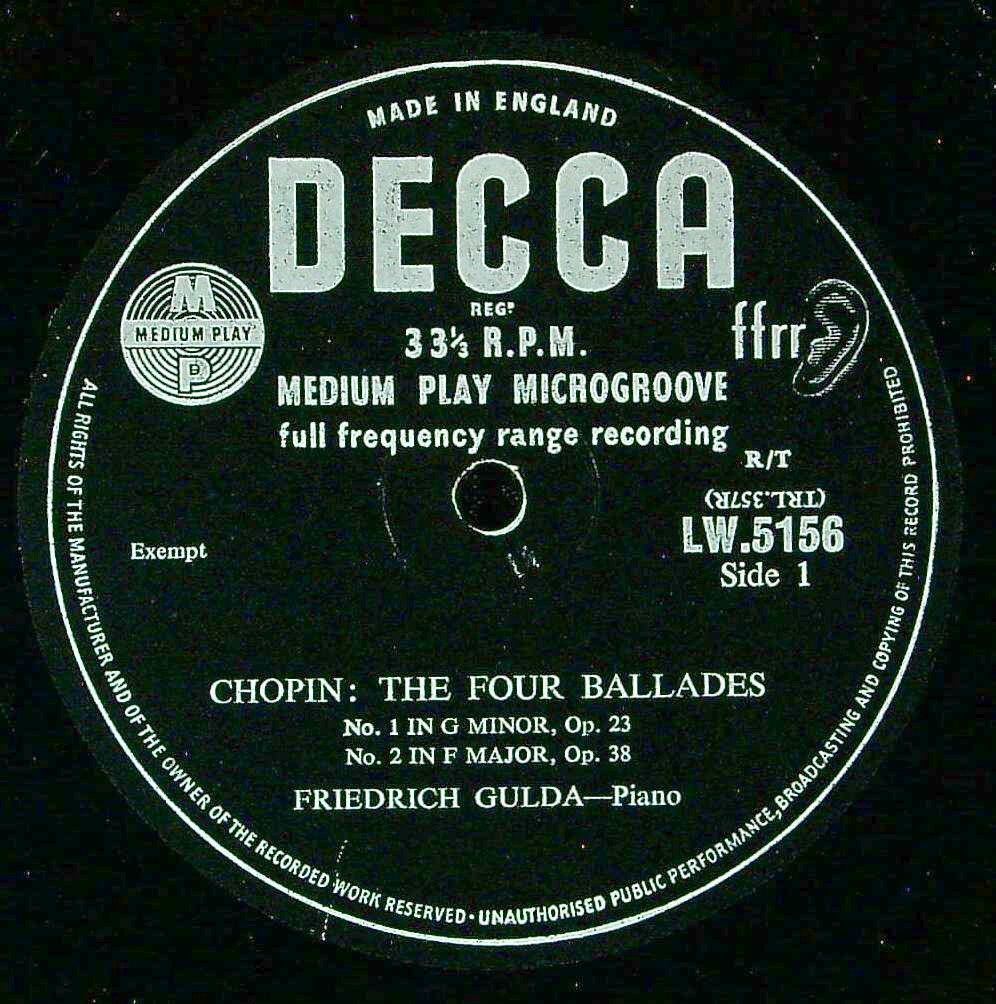 MADE IN ENGLAND
DECCA
REGD
33⅓ R.P.M.
MEDIUM PLAY MICROGROOVE
full frequency range recording
M
MEDIUM PLAY
P
ffrr
R/T
(TRL.357R)
LW.5156
Side 1
Exempt
CHOPIN: THE FOUR BALLADES
No. 1 IN G MINOR, Op. 23
No. 2 IN F MAJOR, Op. 38
FRIEDRICH GULDA—Piano
ALL RIGHTS OF THE MANUFACTURER AND OF THE OWNER OF THE RECORDED WORK RESERVED · UNAUTHORISED PUBLIC PERFORMANCE, BROADCASTING AND COPYING OF THIS RECORD PROHIBITED